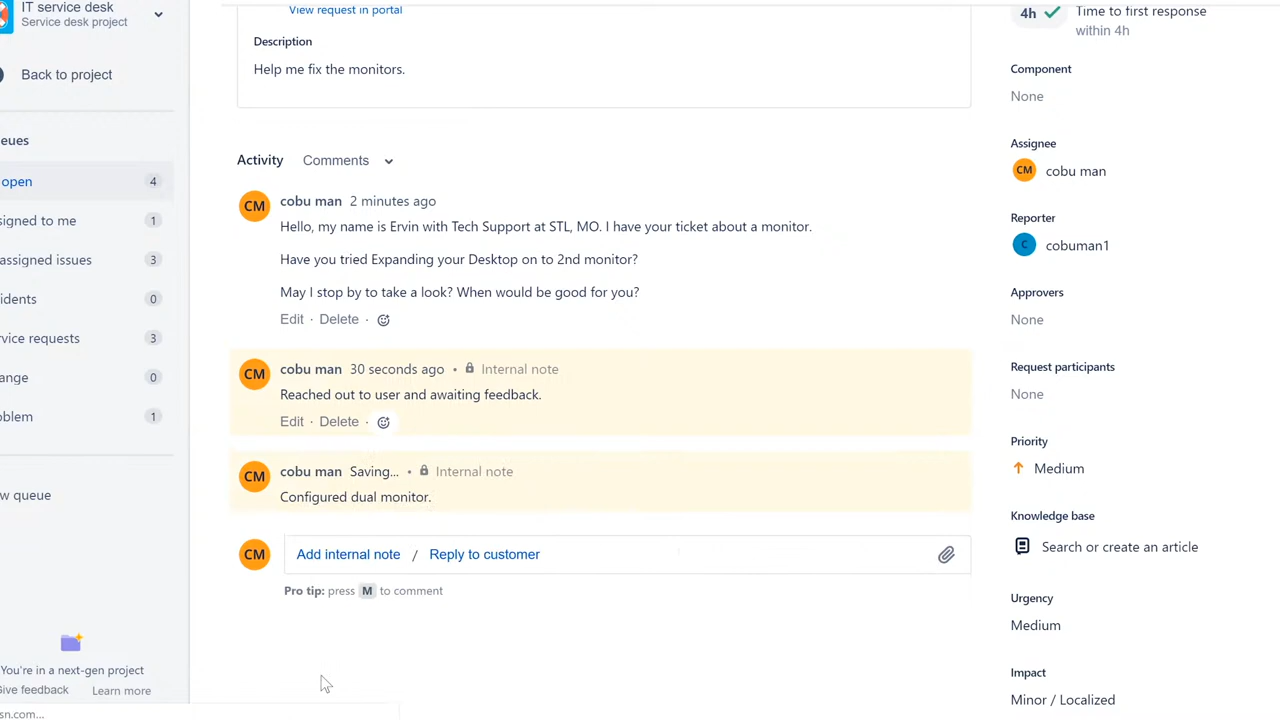 IT service desk
Service desk project
Back to project
eues
open 4
signed to me 1
assigned issues 3
idents 0
rvice requests 3
ange 0
oblem 1
w queue
You're in a next-gen project
Give feedback Learn more
sn.com...
View request in portal
Description
Help me fix the monitors.
Activity Comments
CM cobu man 2 minutes ago
Hello, my name is Ervin with Tech Support at STL, MO. I have your ticket about a monitor.
Have you tried Expanding your Desktop on to 2nd monitor?
May I stop by to take a look? When would be good for you?
Edit · Delete ·
CM cobu man 30 seconds ago • Internal note
Reached out to user and awaiting feedback.
Edit · Delete ·
CM cobu man Saving... • Internal note
Configured dual monitor.
CM Add internal note / Reply to customer
Pro tip: press M to comment
4h Time to first response
within 4h
Component
None
Assignee
CM cobu man
Reporter
C cobuman1
Approvers
None
Request participants
None
Priority
Medium
Knowledge base
Search or create an article
Urgency
Medium
Impact
Minor / Localized